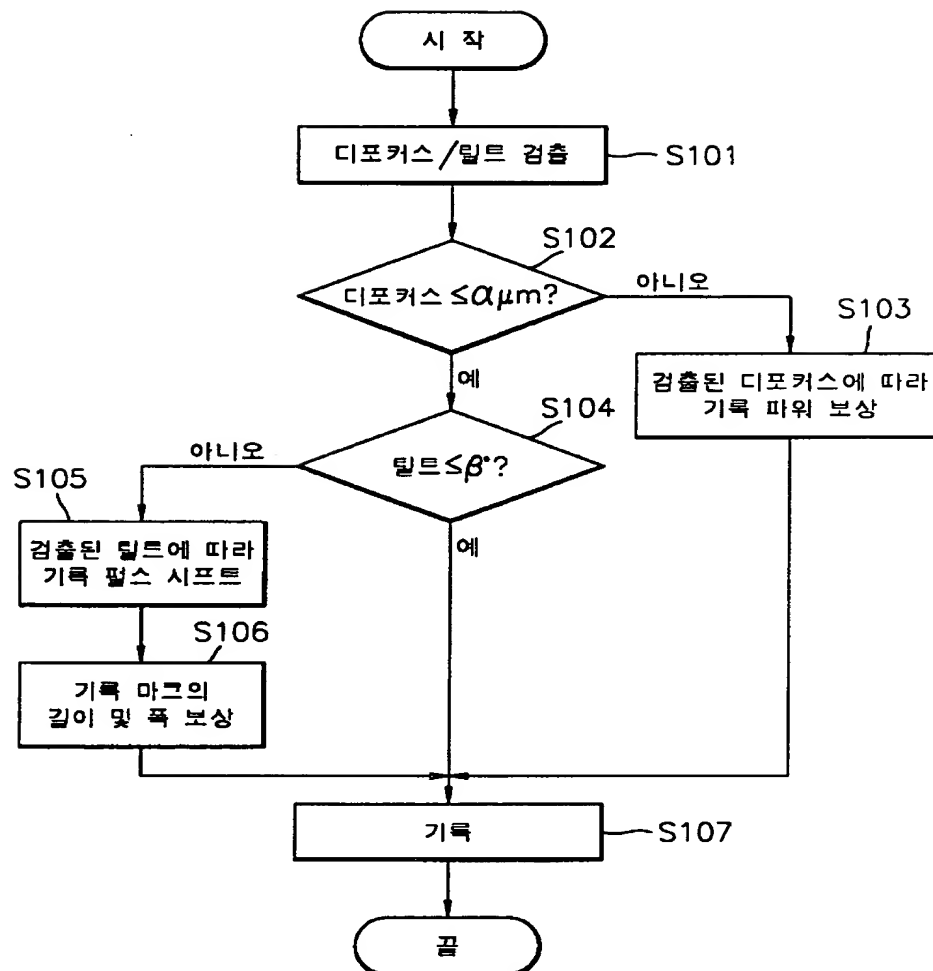 시 작
디포커스/틸트 검출
S101
S102
디포커스 ≤αμm?
아니오
S103
검출된 디포커스에 따라
기록 파워 보상
예
S104
틸트≤β°?
아니오
S105
검출된 틸트에 따라
기록 펄스 시프트
예
S106
기록 마크의
길이 및 폭 보상
기록
S107
끝